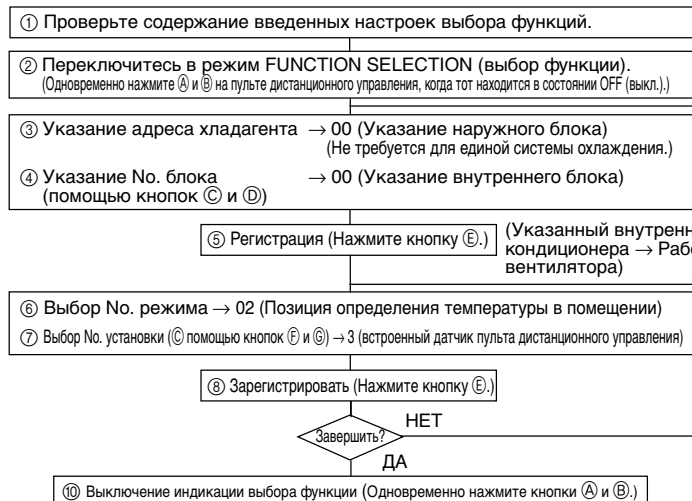 ① Проверьте содержание введенных настроек выбора функций.
② Переключитесь в режим FUNCTION SELECTION (выбор функции).
(Одновременно нажмите Ⓐ и Ⓑ на пульте дистанционного управления, когда тот находится в состоянии OFF (выкл.).)
③ Указание адреса хладагента → 00 (Указание наружного блока)
(Не требуется для единой системы охлаждения.)
④ Указание No. блока → 00 (Указание внутреннего блока)
(помощью кнопок Ⓒ и Ⓓ)
⑤ Регистрация (Нажмите кнопку Ⓔ.)
(Указанный
кондиционера →
вентилятора)
⑥ Выбор No. режима → 02 (Позиция определения температуры в помещении)
⑦ Выбор No. установки (Ⓒ помощью кнопок Ⓕ и Ⓖ) → 3 (встроенный датчик пульта дистанционного управления)
⑧ Зарегистрировать (Нажмите кнопку Ⓔ.)
Завершить?
НЕТ
ДА
⑩ Выключение индикации выбора функции (Одновременно нажмите кнопки Ⓐ и Ⓑ.)